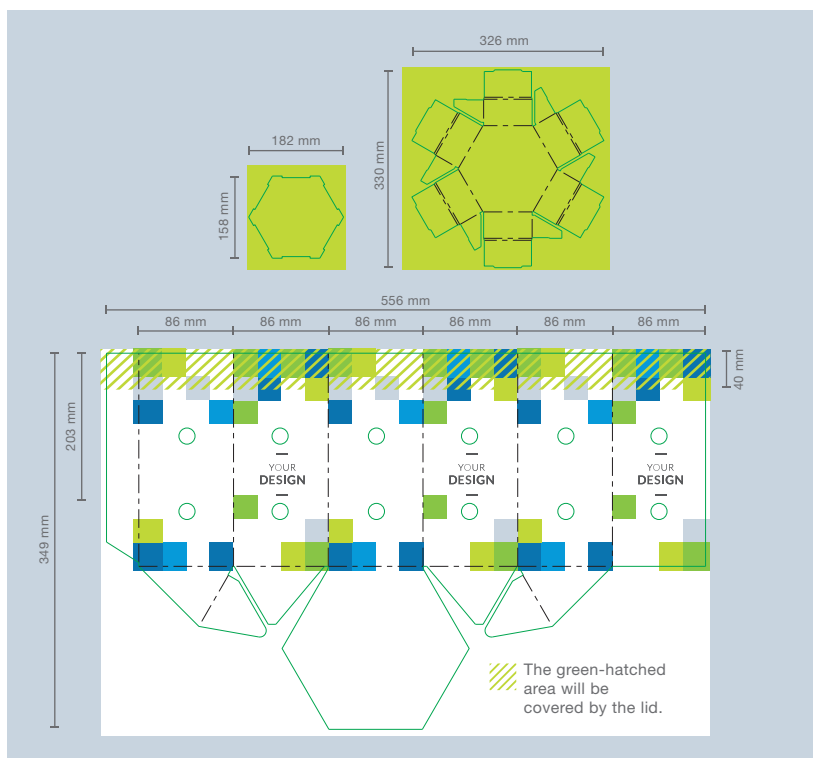 326 mm
182 mm
330 mm
158 mm
556 mm
86 mm 86 mm 86 mm 86 mm 86 mm 86 mm
40 mm
203 mm
349 mm
YOUR
DESIGN
YOUR
DESIGN
YOUR
DESIGN
The green-hatched
area will be
covered by the lid.